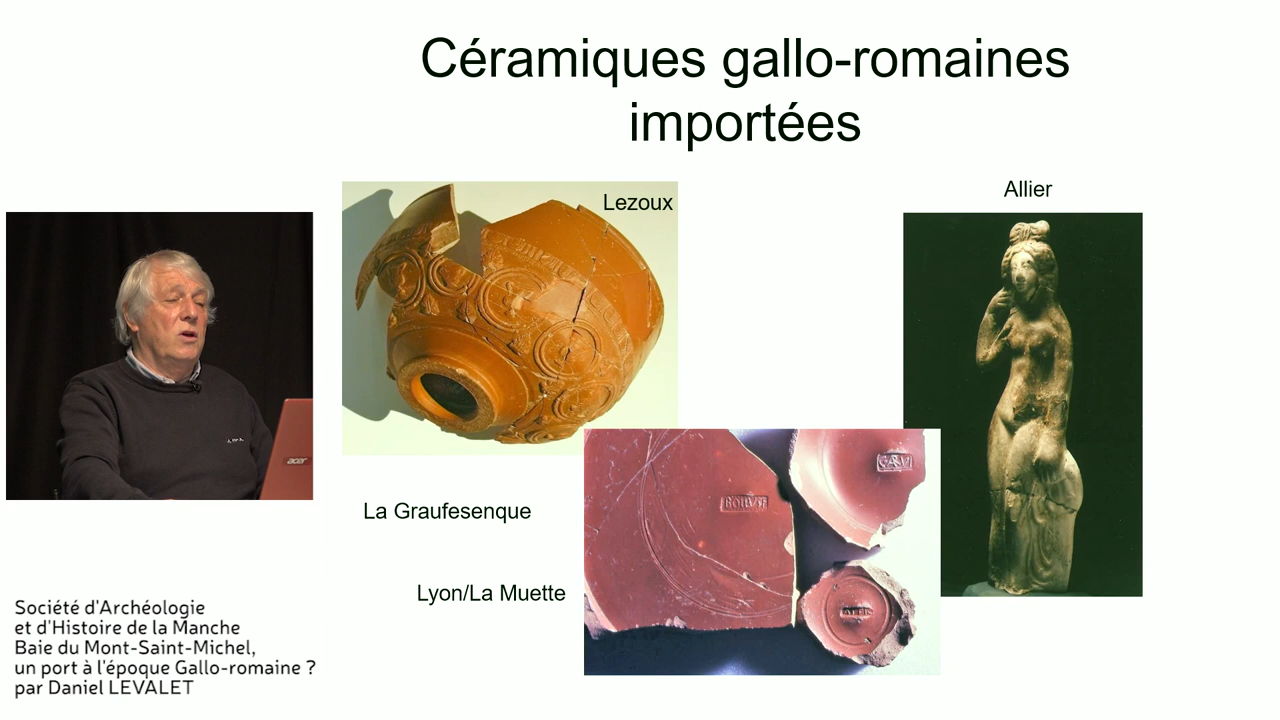 Céramiques gallo-romaines
importées
Lezoux
Allier
acer
La Graufesenque
Lyon/La Muette
Société d'Archéologie
et d'Histoire de la Manche
Baie du Mont-Saint-Michel,
un port à l'époque Gallo-romaine ?
par Daniel LEVALET